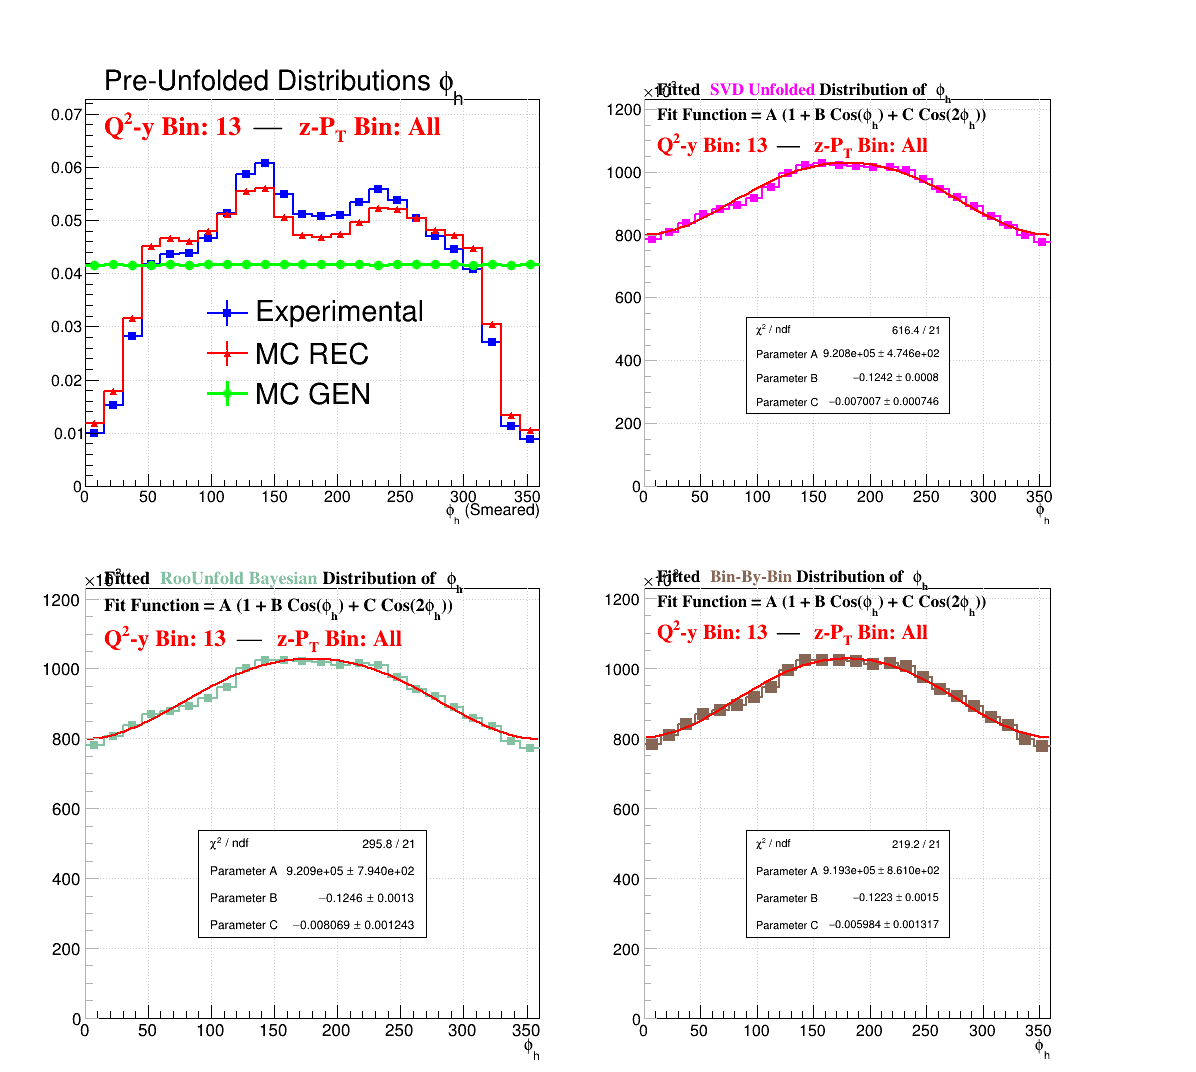 Pre-Unfolded Distributions ϕh
Q²-y Bin: 13 — z-PT Bin: All
0.07
0.06
0.05
0.04
0.03
0.02
0.01
0
Experimental
MC REC
MC GEN
0 50 100 150 200 250 300 350
ϕh (Smeared)
Fitted SVD Unfolded Distribution of ϕh
Fit Function = A (1 + B Cos(ϕh) + C Cos(2ϕh))
Q²-y Bin: 13 — z-PT Bin: All
1200
1000
800
600
400
200
0
χ² / ndf 616.4 / 21
Parameter A 9.208e+05 ± 4.746e+02
Parameter B −0.1242 ± 0.0008
Parameter C −0.007007 ± 0.000746
0 50 100 150 200 250 300 350
ϕh
Fitted RooUnfold Bayesian Distribution of ϕh
Fit Function = A (1 + B Cos(ϕh) + C Cos(2ϕh))
Q²-y Bin: 13 — z-PT Bin: All
1200
1000
800
600
400
200
0
χ² / ndf 295.8 / 21
Parameter A 9.209e+05 ± 7.940e+02
Parameter B −0.1246 ± 0.0013
Parameter C −0.008069 ± 0.001243
0 50 100 150 200 250 300 350
ϕh
Fitted Bin-By-Bin Distribution of ϕh
Fit Function = A (1 + B Cos(ϕh) + C Cos(2ϕh))
Q²-y Bin: 13 — z-PT Bin: All
1200
1000
800
600
400
200
0
χ² / ndf 219.2 / 21
Parameter A 9.193e+05 ± 8.610e+02
Parameter B −0.1223 ± 0.0015
Parameter C −0.005984 ± 0.001317
0 50 100 150 200 250 300 350
ϕh